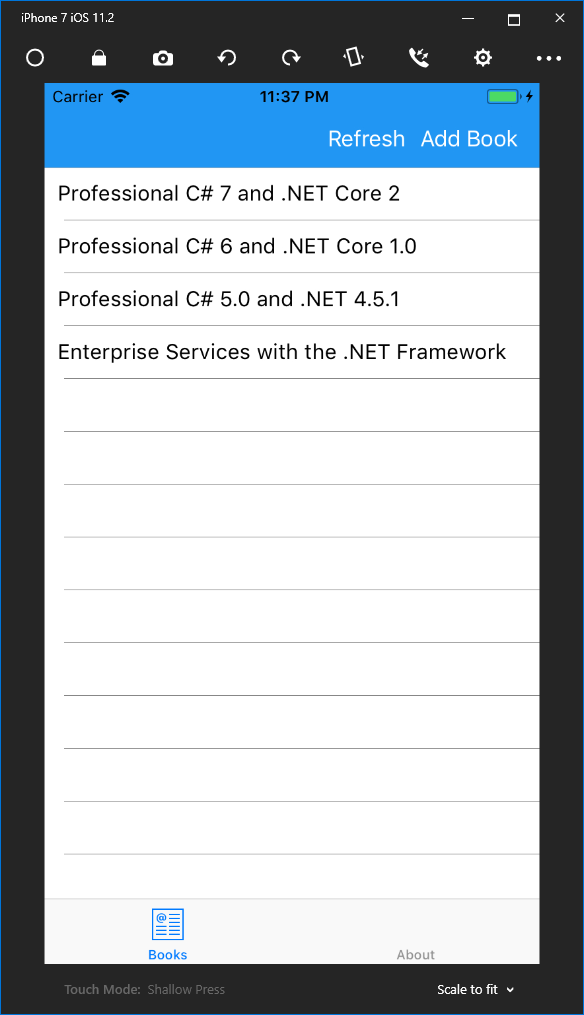 iPhone 7 iOS 11.2
Carrier 11:37 PM
Refresh Add Book
Professional C# 7 and .NET Core 2
Professional C# 6 and .NET Core 1.0
Professional C# 5.0 and .NET 4.5.1
Enterprise Services with the .NET Framework
@
Books About
Touch Mode: Shallow Press Scale to fit